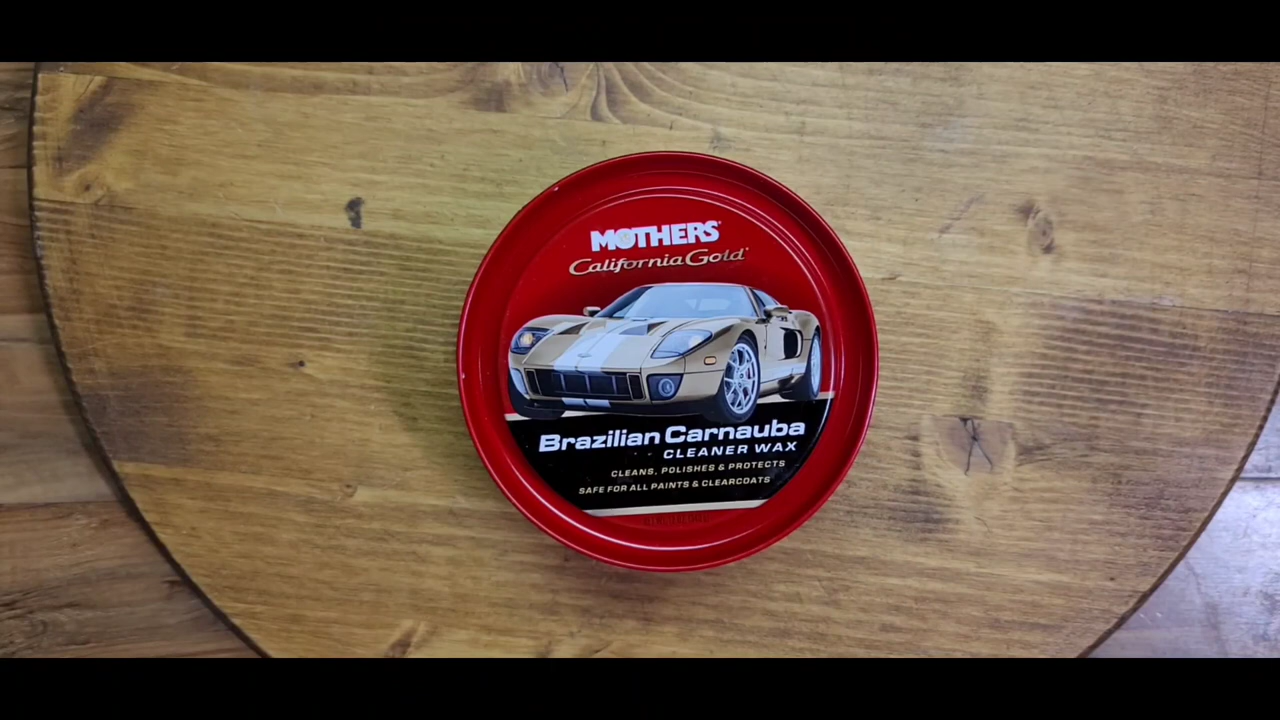 MOTHERS
California Gold
Brazilian Carnauba
CLEANER WAX
CLEANS, POLISHES & PROTECTS
SAFE FOR ALL PAINTS & CLEARCOATS